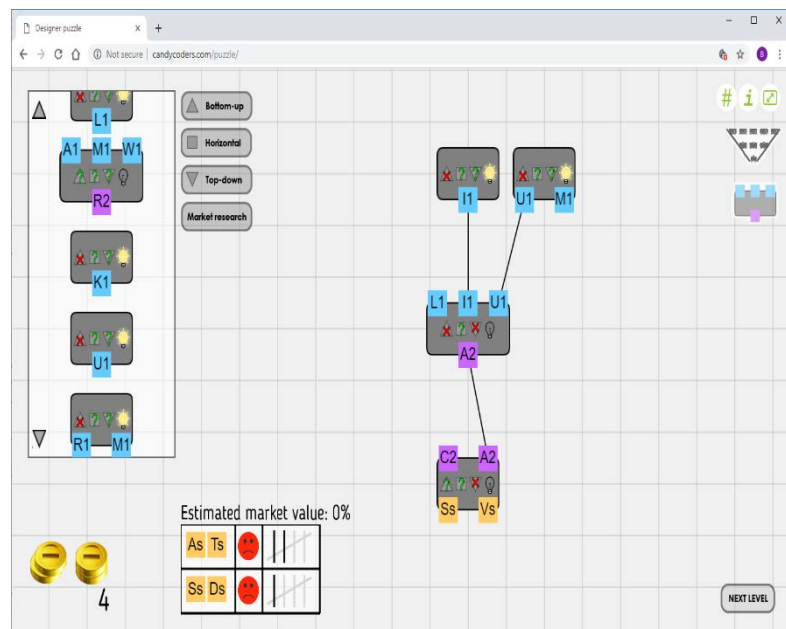 Designer puzzle
Not secure | candycoders.com/puzzle/
B
L1
A1 M1 W1
R2
K1
U1
R1 M1
Bottom-up
Horizontal
Top-down
Market research
I1
U1 M1
L1 I1 U1
A2
C2 A2
Ss Vs
# i
Estimated market value: 0%
As Ts
Ss Ds
4
NEXT LEVEL